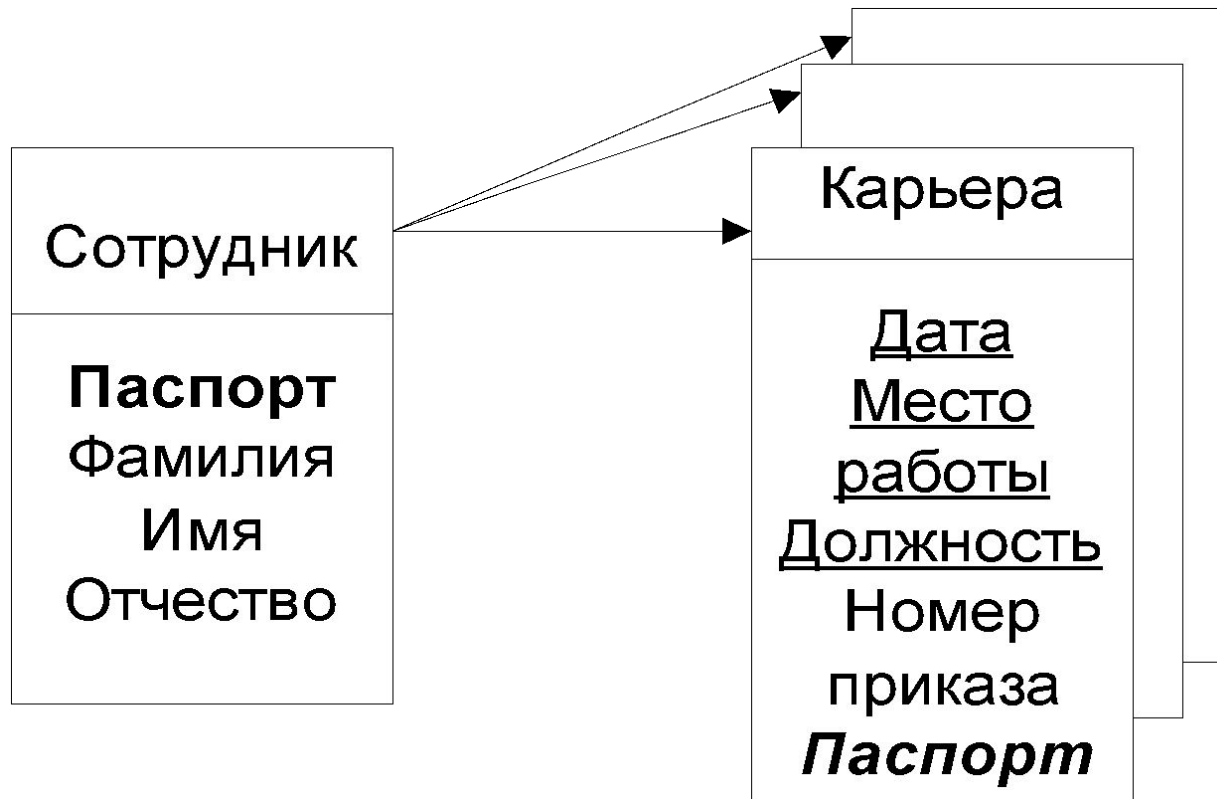 Сотрудник
Паспорт
Фамилия
Имя
Отчество
Карьера
Дата
Место
работы
Должность
Номер
приказа
Паспорт